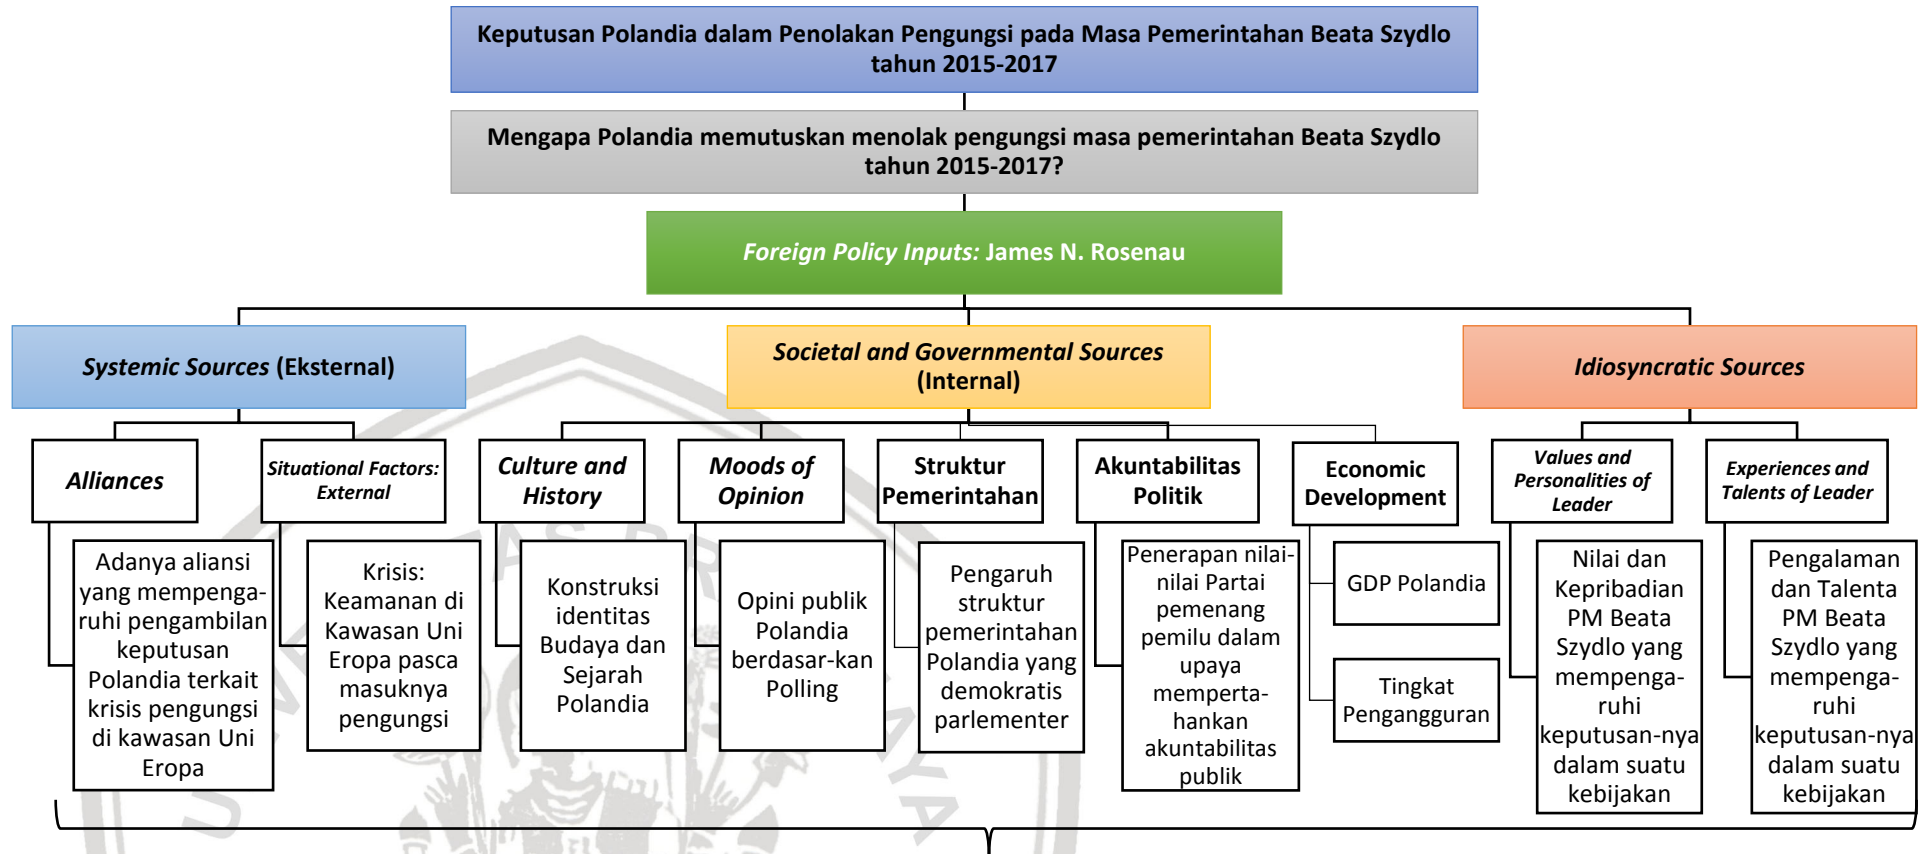 Keputusan Polandia dalam Penolakan Pengungsi pada Masa Pemerintahan Beata Szydlo
tahun 2015-2017
Mengapa Polandia memutuskan menolak pengungsi masa pemerintahan Beata Szydlo
tahun 2015-2017?
Foreign Policy Inputs: James N. Rosenau
Systemic Sources (Eksternal)
Societal and Governmental Sources
(Internal)
Idiosyncratic Sources
Alliances
Situational Factors:
External
Culture and
History
Moods of
Opinion
Struktur
Pemerintahan
Akuntabilitas
Politik
Economic
Development
Values and
Personalities of
Leader
Experiences and
Talents of Leader
Adanya aliansi
yang mempenga-
ruhi pengambilan
keputusan
Polandia terkait
krisis pengungsi
di kawasan Uni
Eropa
Krisis:
Keamanan di
Kawasan Uni
Eropa pasca
masuknya
pengungsi
Konstruksi
identitas
Budaya dan
Sejarah
Polandia
Opini publik
Polandia
berdasar-kan
Polling
Pengaruh
struktur
pemerintahan
Polandia yang
demokratis
parlementer
Penerapan nilai-
nilai Partai
pemenang
pemilu dalam
upaya
memperta-
hankan
akuntabilitas
publik
GDP Polandia
Tingkat
Pengangguran
Nilai dan
Kepribadian
PM Beata
Szydlo yang
mempenga-
ruhi
keputusan-nya
dalam suatu
kebijakan
Pengalaman
dan Talenta
PM Beata
Szydlo yang
mempenga-
ruhi
keputusan-nya
dalam suatu
kebijakan